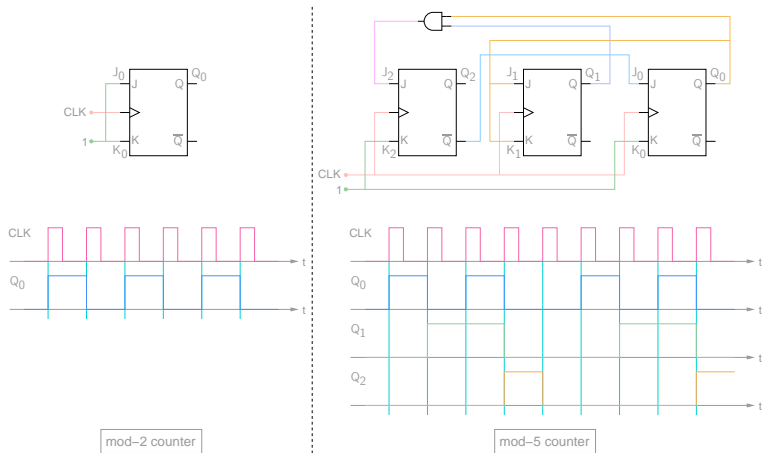 J0 Q0
J Q
CLK
1 K Q̅
K0
CLK
t
Q0
t
mod–2 counter
J2 Q2 J1 Q1 J0 Q0
J Q J Q J Q
K Q̅ K Q̅ K Q̅
K2 K1 K0
CLK
1
CLK
t
Q0
t
Q1
t
Q2
t
mod–5 counter